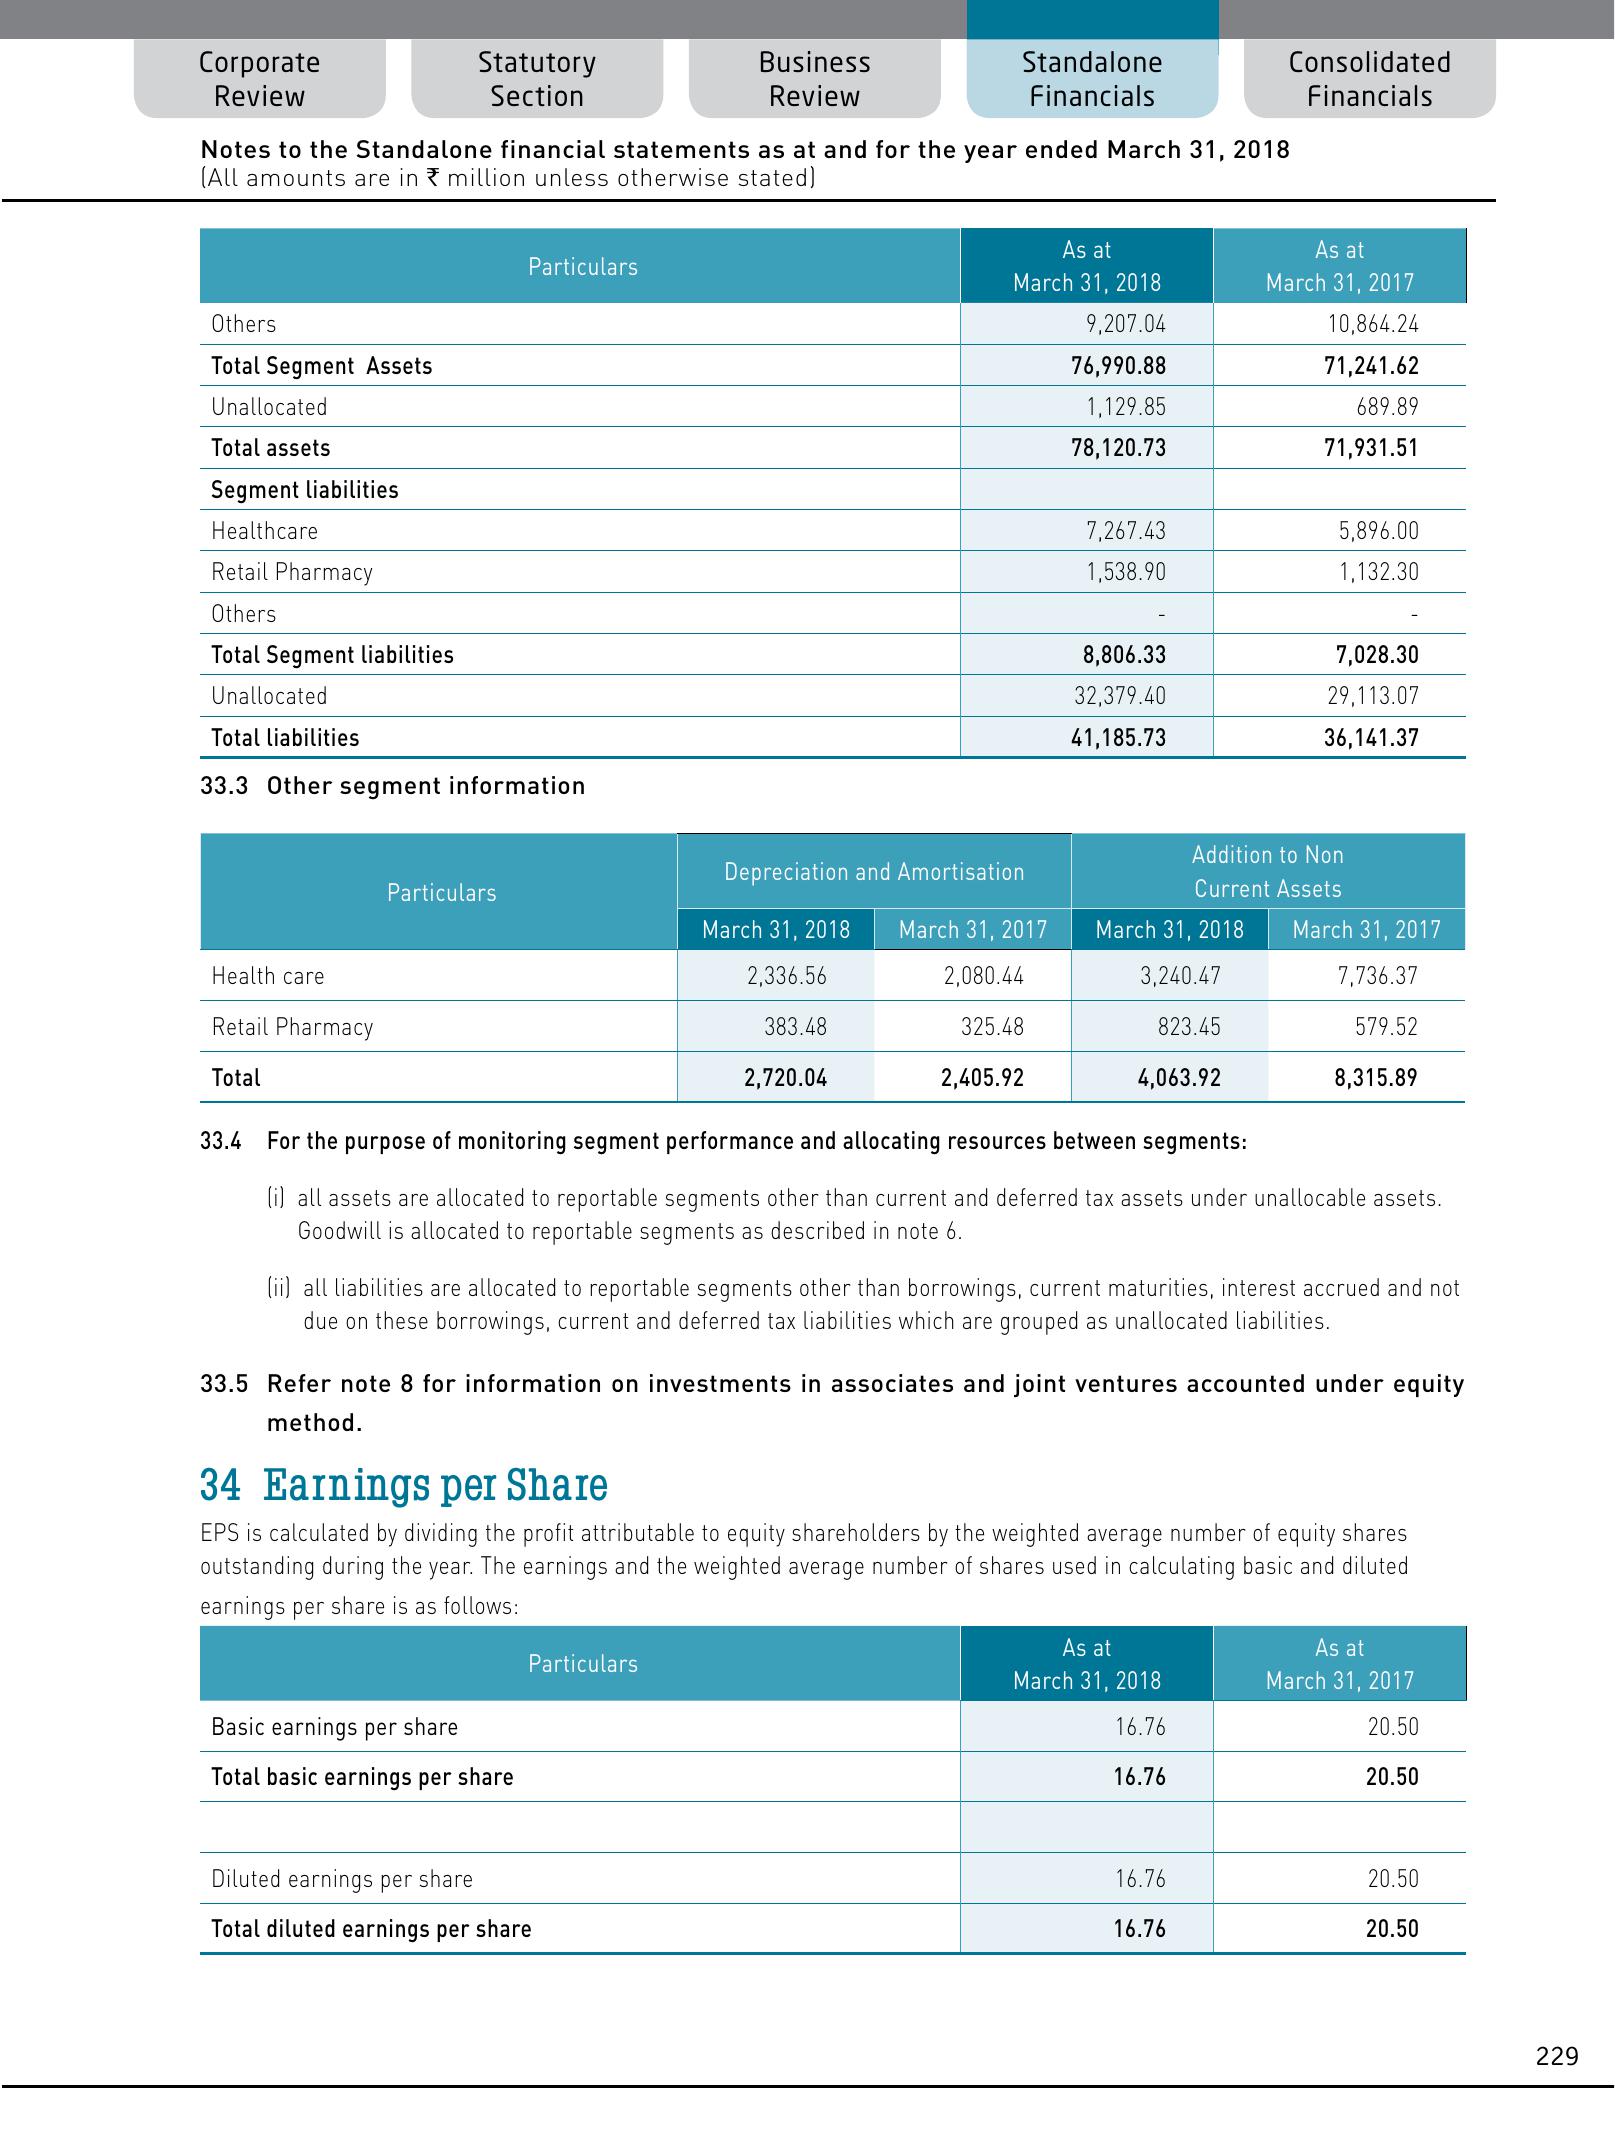 Corporate Review
Statutory Section
Business Review
Standalone Financials
Consolidated Financials
Notes to the Standalone financial statements as at and for the year ended March 31, 2018
(All amounts are in ₹ million unless otherwise stated)
Particulars As at March 31, 2018 As at March 31, 2017
Others 9,207.04 10,864.24
Total Segment Assets 76,990.88 71,241.62
Unallocated 1,129.85 689.89
Total assets 78,120.73 71,931.51
Segment liabilities
Healthcare 7,267.43 5,896.00
Retail Pharmacy 1,538.90 1,132.30
Others - -
Total Segment liabilities 8,806.33 7,028.30
Unallocated 32,379.40 29,113.07
Total liabilities 41,185.73 36,141.37
33.3 Other segment information
Particulars Depreciation and Amortisation Addition to Non Current Assets
March 31, 2018 March 31, 2017 March 31, 2018 March 31, 2017
Health care 2,336.56 2,080.44 3,240.47 7,736.37
Retail Pharmacy 383.48 325.48 823.45 579.52
Total 2,720.04 2,405.92 4,063.92 8,315.89
33.4 For the purpose of monitoring segment performance and allocating resources between segments:
(i) all assets are allocated to reportable segments other than current and deferred tax assets under unallocable assets.
Goodwill is allocated to reportable segments as described in note 6.
(ii) all liabilities are allocated to reportable segments other than borrowings, current maturities, interest accrued and not
due on these borrowings, current and deferred tax liabilities which are grouped as unallocated liabilities.
33.5 Refer note 8 for information on investments in associates and joint ventures accounted under equity
method.
34 Earnings per Share
EPS is calculated by dividing the profit attributable to equity shareholders by the weighted average number of equity shares
outstanding during the year. The earnings and the weighted average number of shares used in calculating basic and diluted
earnings per share is as follows:
Particulars As at March 31, 2018 As at March 31, 2017
Basic earnings per share 16.76 20.50
Total basic earnings per share 16.76 20.50
Diluted earnings per share 16.76 20.50
Total diluted earnings per share 16.76 20.50
229